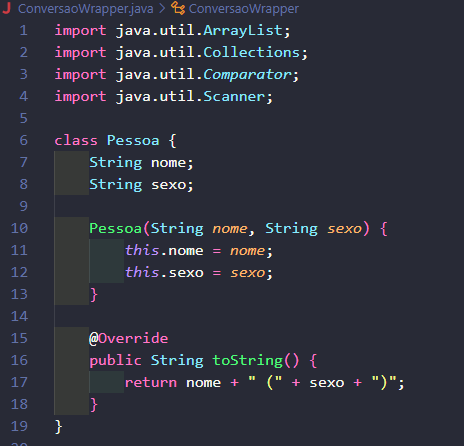 ConversaoWrapper.java > ConversaoWrapper
1 import java.util.ArrayList;
2 import java.util.Collections;
3 import java.util.Comparator;
4 import java.util.Scanner;
5
6 class Pessoa {
7     String nome;
8     String sexo;
9
10     Pessoa(String nome, String sexo) {
11         this.nome = nome;
12         this.sexo = sexo;
13     }
14
15     @Override
16     public String toString() {
17         return nome + " (" + sexo + ")";
18     }
19 }
20